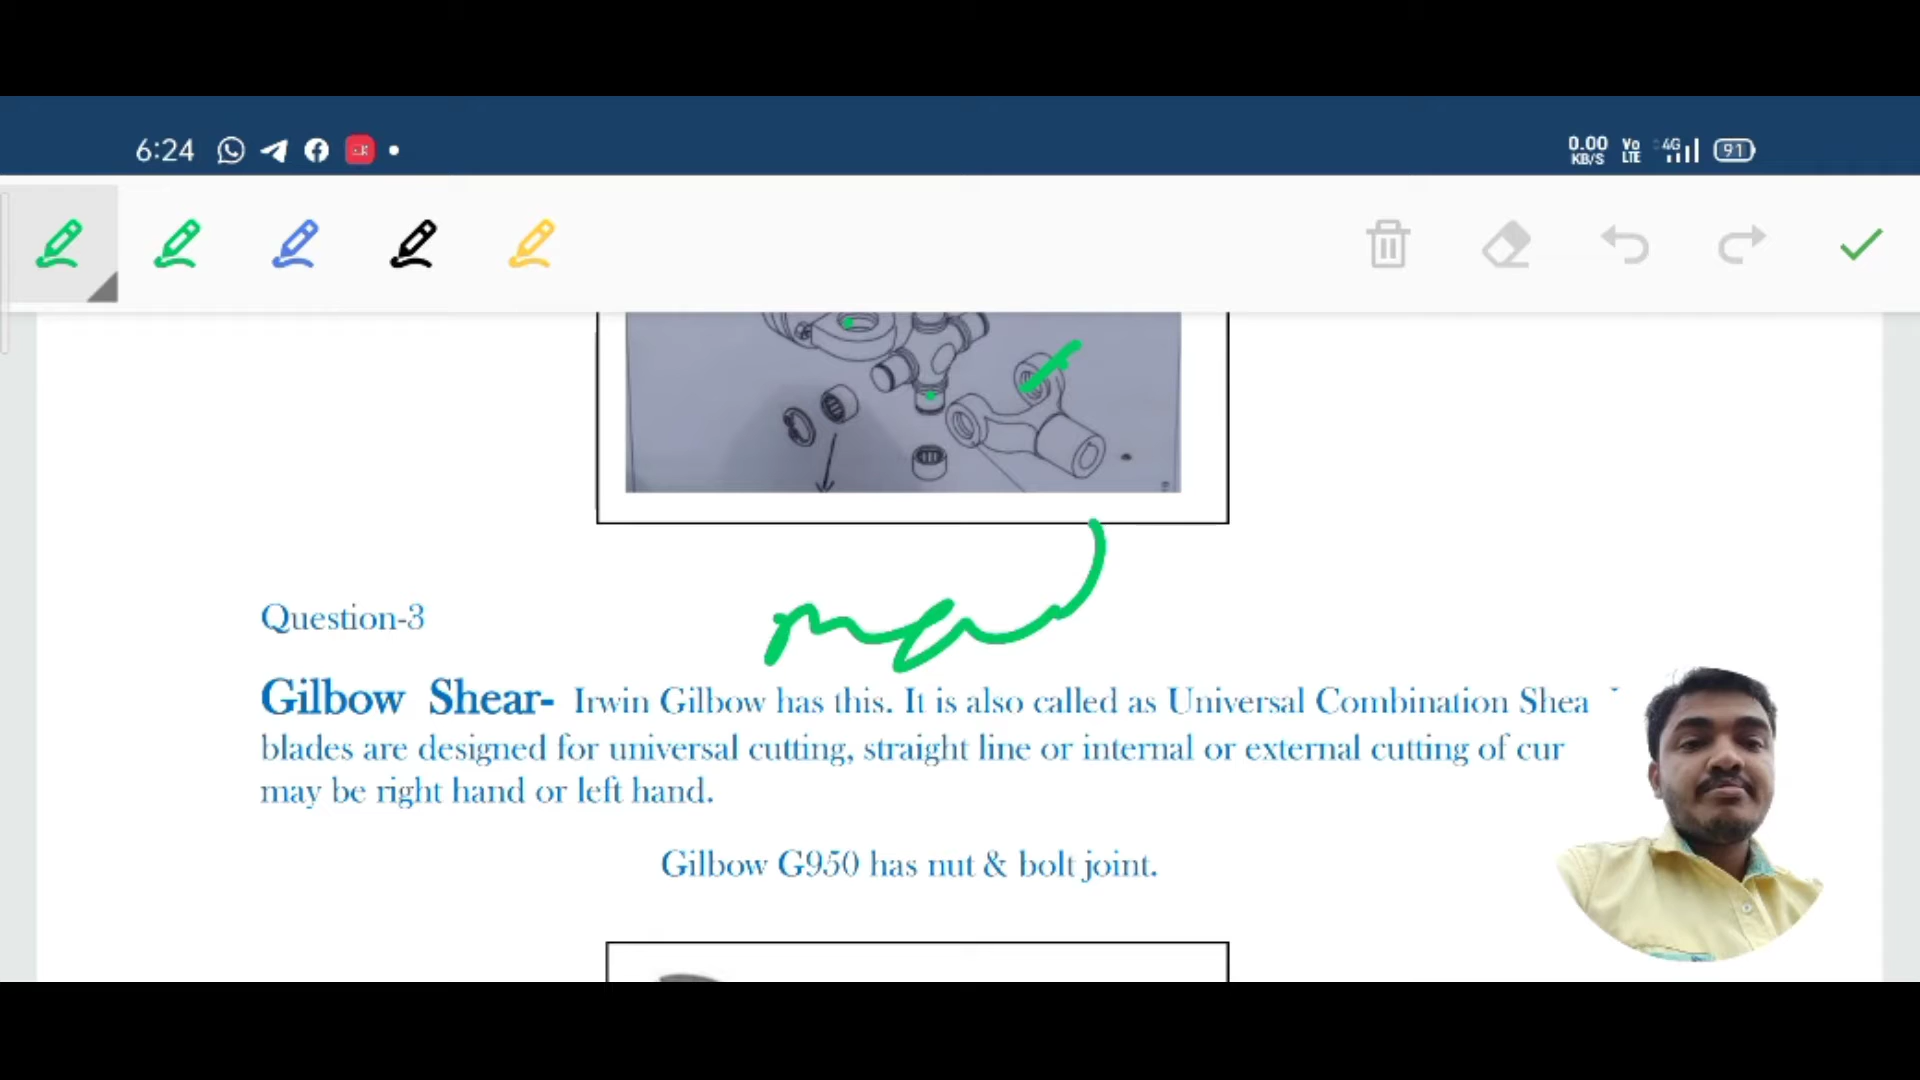 6:24
0.00 KB/S Vo LTE 4G 91
Question-3
Gilbow Shear- Irwin Gilbow has this. It is also called as Universal Combination Shea
blades are designed for universal cutting, straight line or internal or external cutting of cur
may be right hand or left hand.
Gilbow G950 has nut & bolt joint.